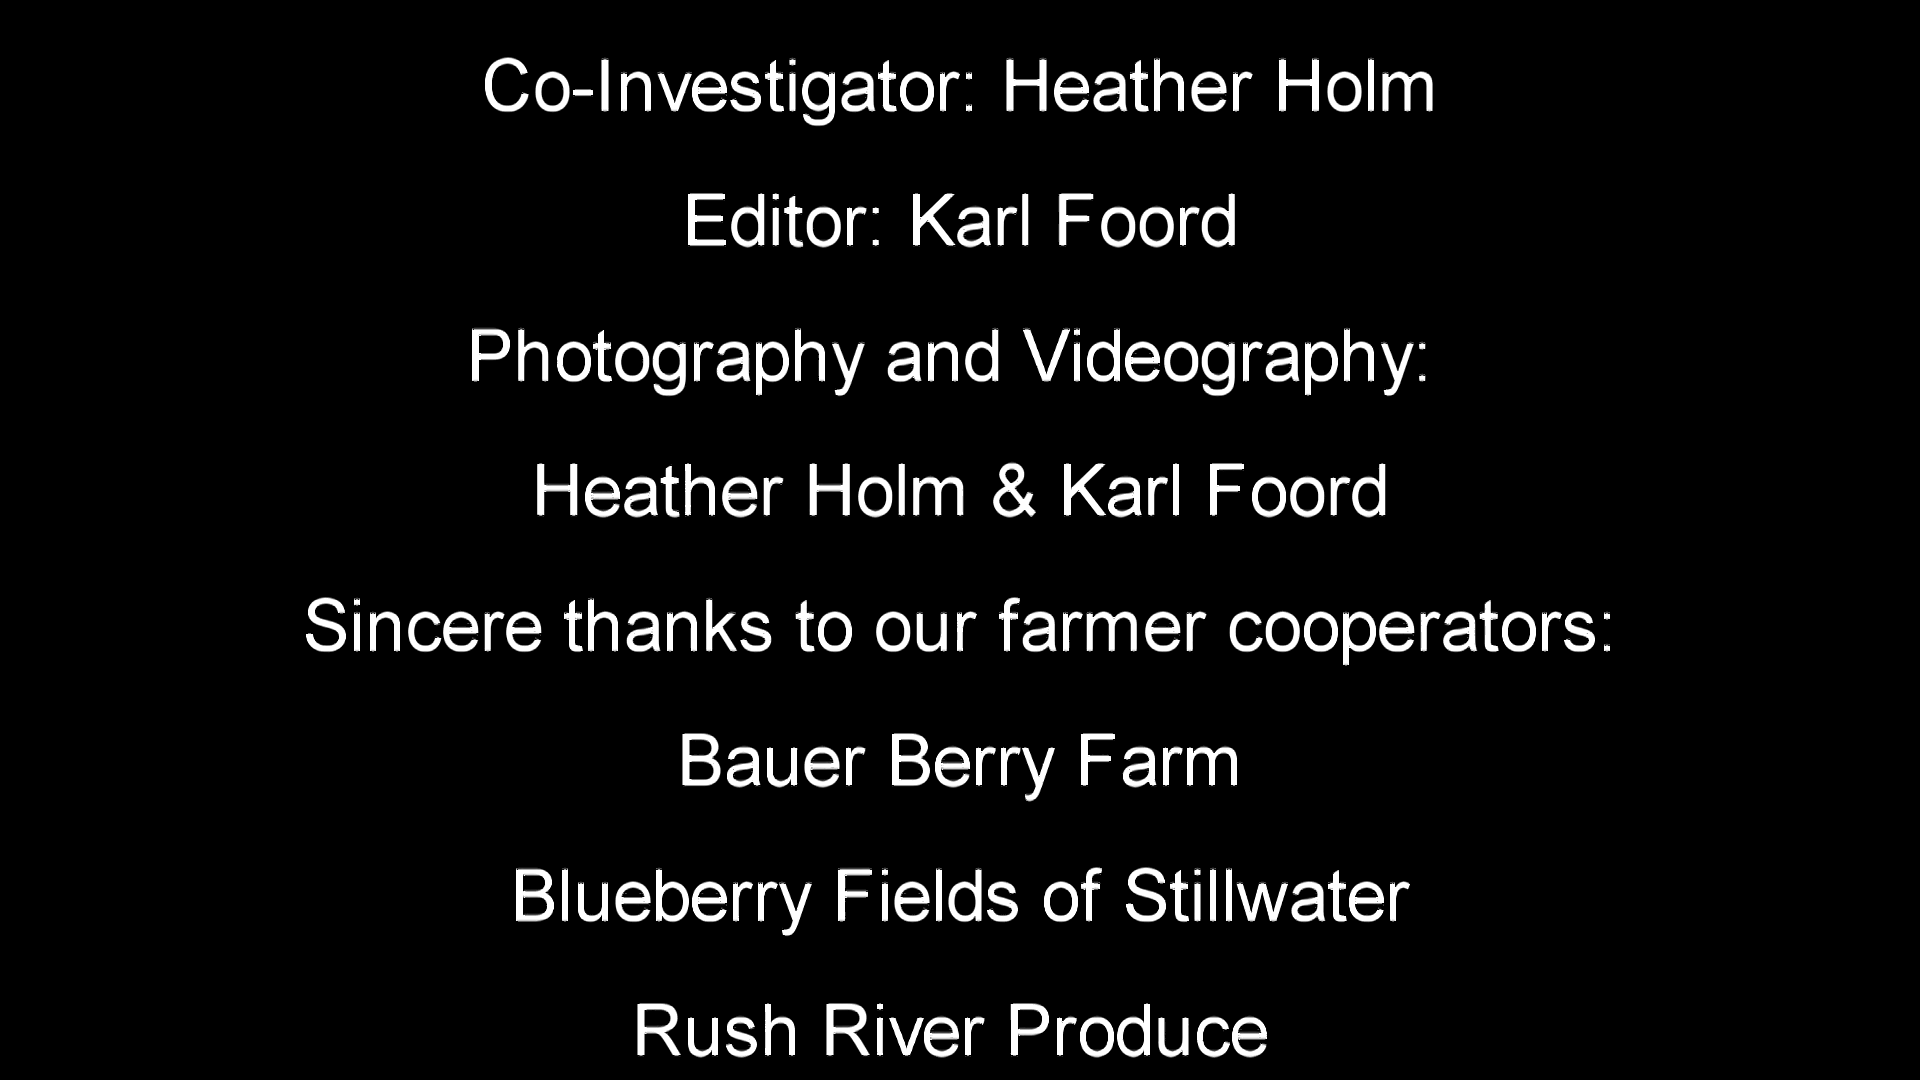 Co-Investigator: Heather Holm
Editor: Karl Foord
Photography and Videography:
Heather Holm & Karl Foord
Sincere thanks to our farmer cooperators:
Bauer Berry Farm
Blueberry Fields of Stillwater
Rush River Produce